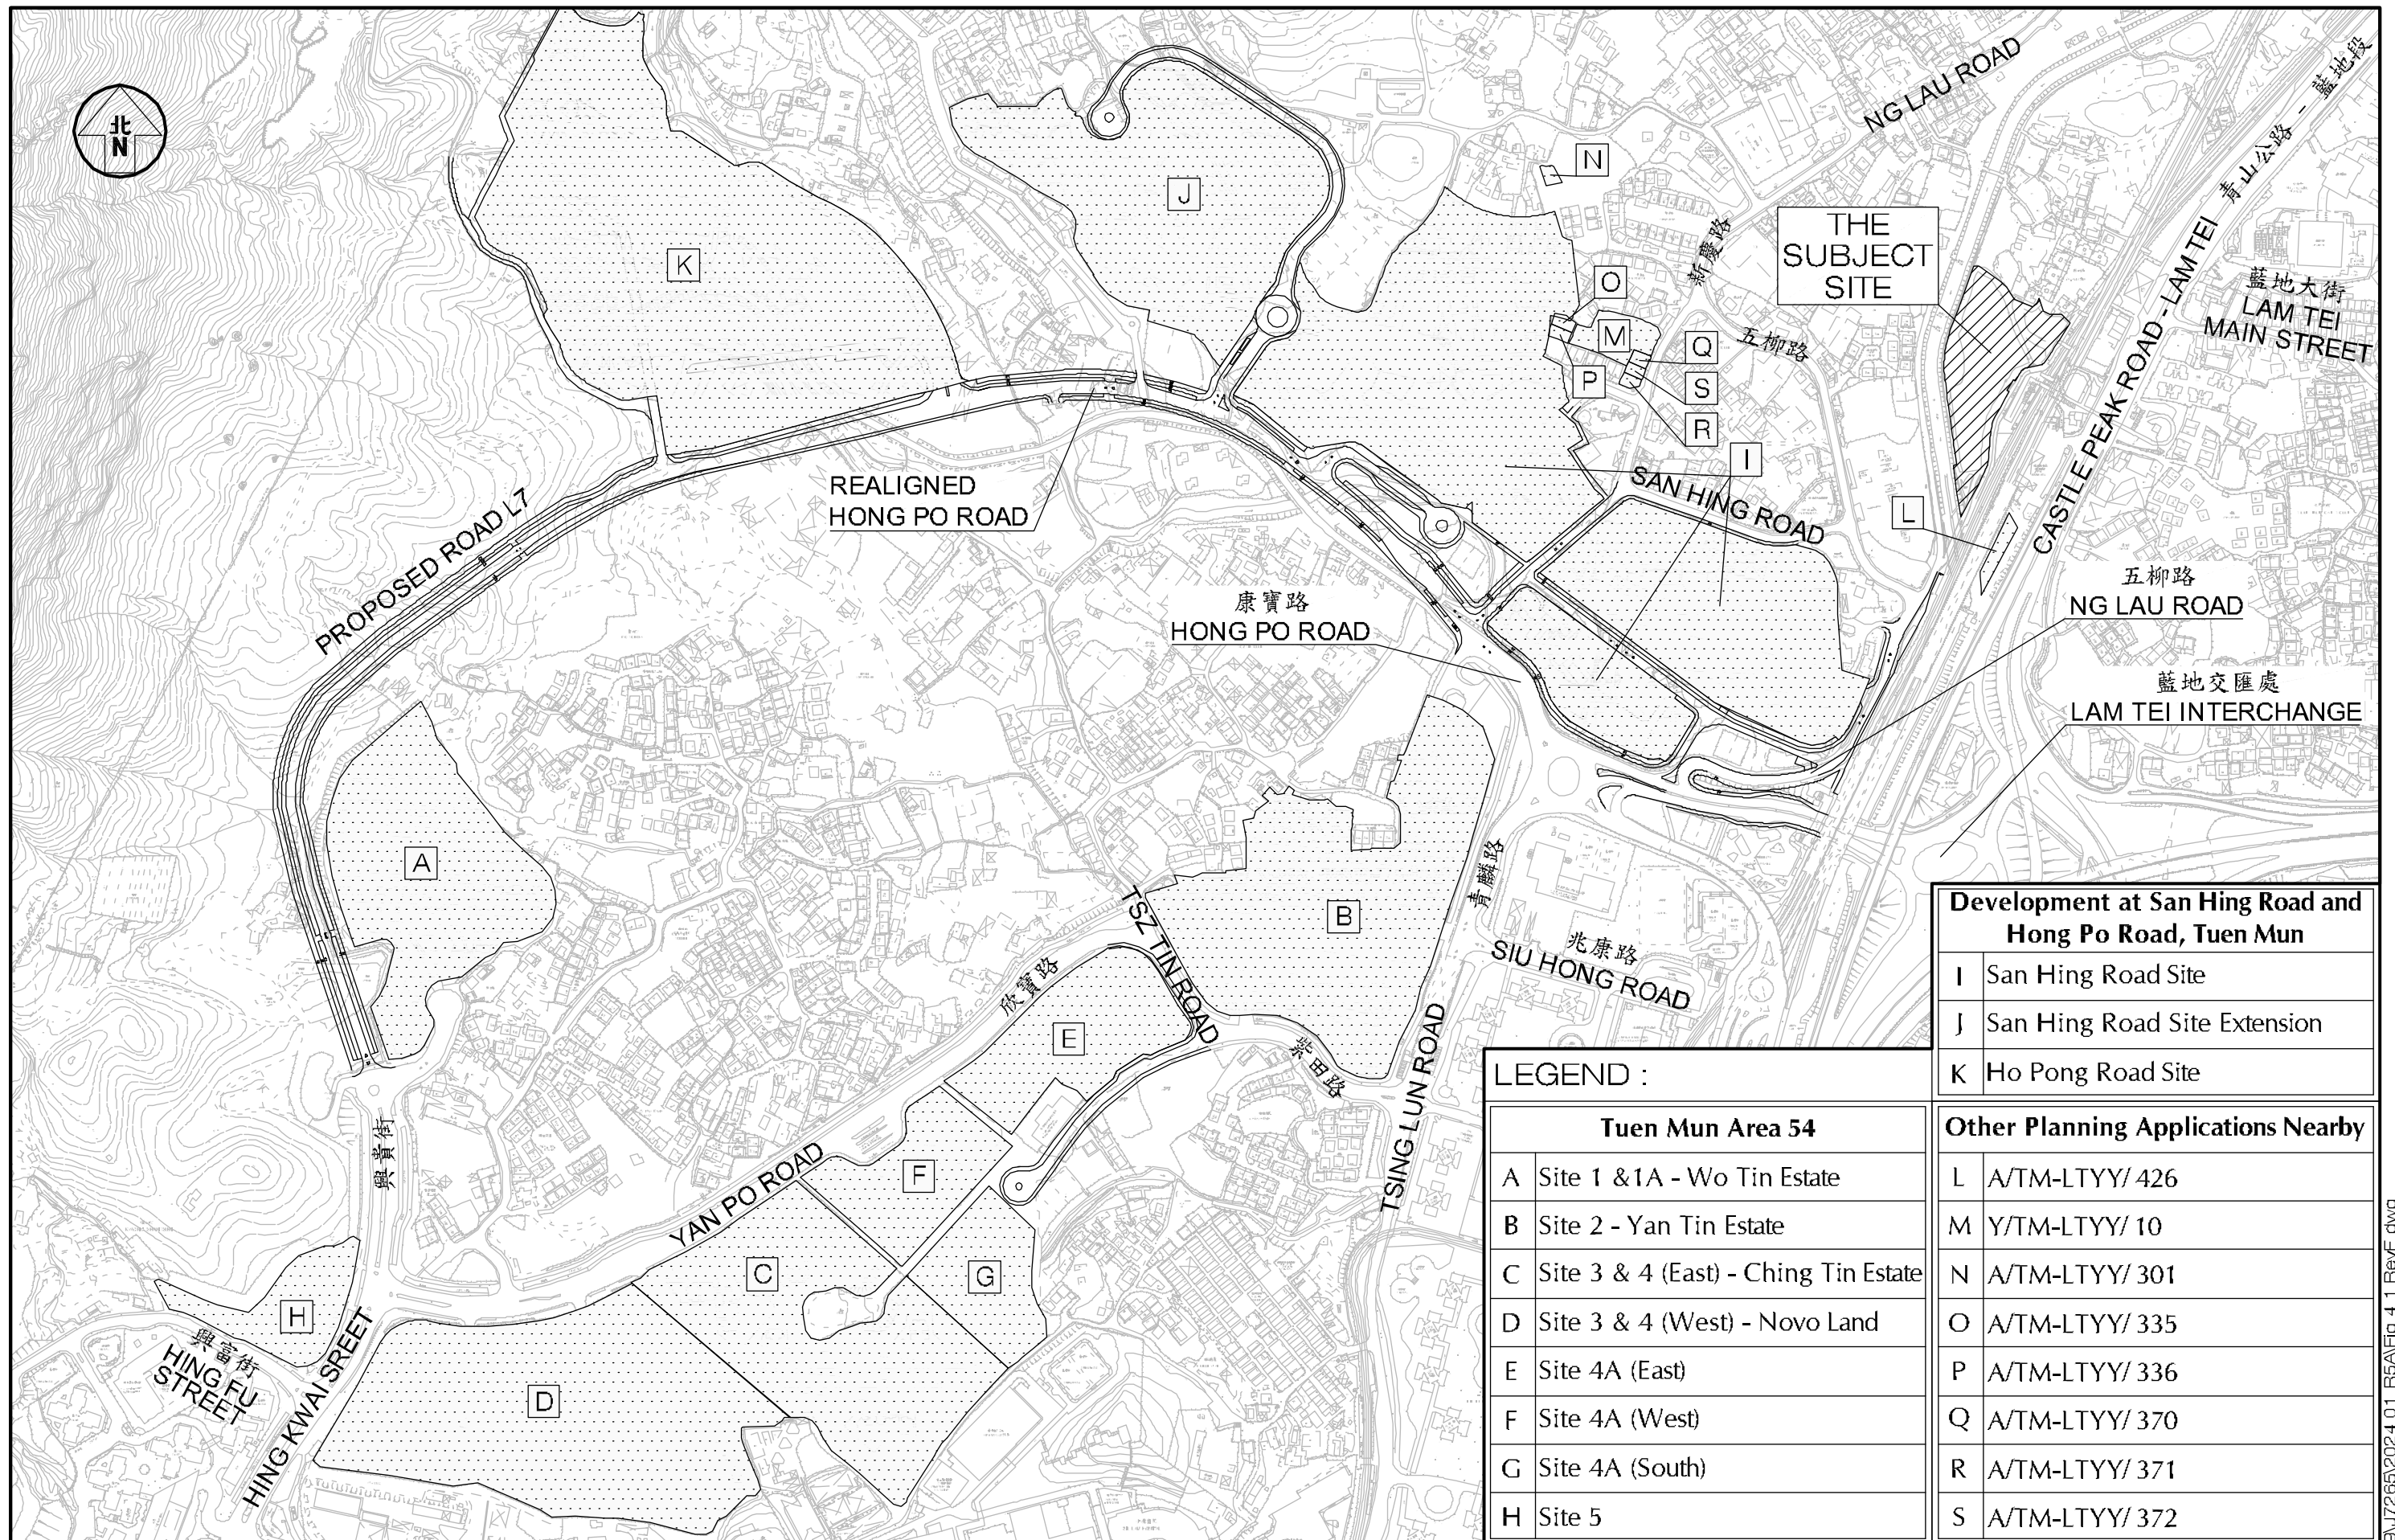 北
N
K
J
N
NG LAU ROAD
青山公路 - 藍地段
CASTLE PEAK ROAD - LAM TEI
THE
SUBJECT
SITE
藍地大街
LAM TEI
MAIN STREET
新慶路
五柳路
O
M
P
Q
S
R
I
L
SAN HING ROAD
REALIGNED
HONG PO ROAD
PROPOSED ROAD L7
康寶路
HONG PO ROAD
五柳路
NG LAU ROAD
藍地交匯處
LAM TEI INTERCHANGE
A
B
青麟路
兆康路
SIU HONG ROAD
TSZ TIN ROAD
欣寶路
E
紫田路
TSING LUN ROAD
興貴街
YAN PO ROAD
F
C
G
H
興富街
HING FU
STREET
HING KWAI SREET
D
Development at San Hing Road and
Hong Po Road, Tuen Mun
I San Hing Road Site
J San Hing Road Site Extension
K Ho Pong Road Site
LEGEND :
Tuen Mun Area 54
A Site 1 &1A - Wo Tin Estate
B Site 2 - Yan Tin Estate
C Site 3 & 4 (East) - Ching Tin Estate
D Site 3 & 4 (West) - Novo Land
E Site 4A (East)
F Site 4A (West)
G Site 4A (South)
H Site 5
Other Planning Applications Nearby
L A/TM-LTYY/ 426
M Y/TM-LTYY/ 10
N A/TM-LTYY/ 301
O A/TM-LTYY/ 335
P A/TM-LTYY/ 336
Q A/TM-LTYY/ 370
R A/TM-LTYY/ 371
S A/TM-LTYY/ 372